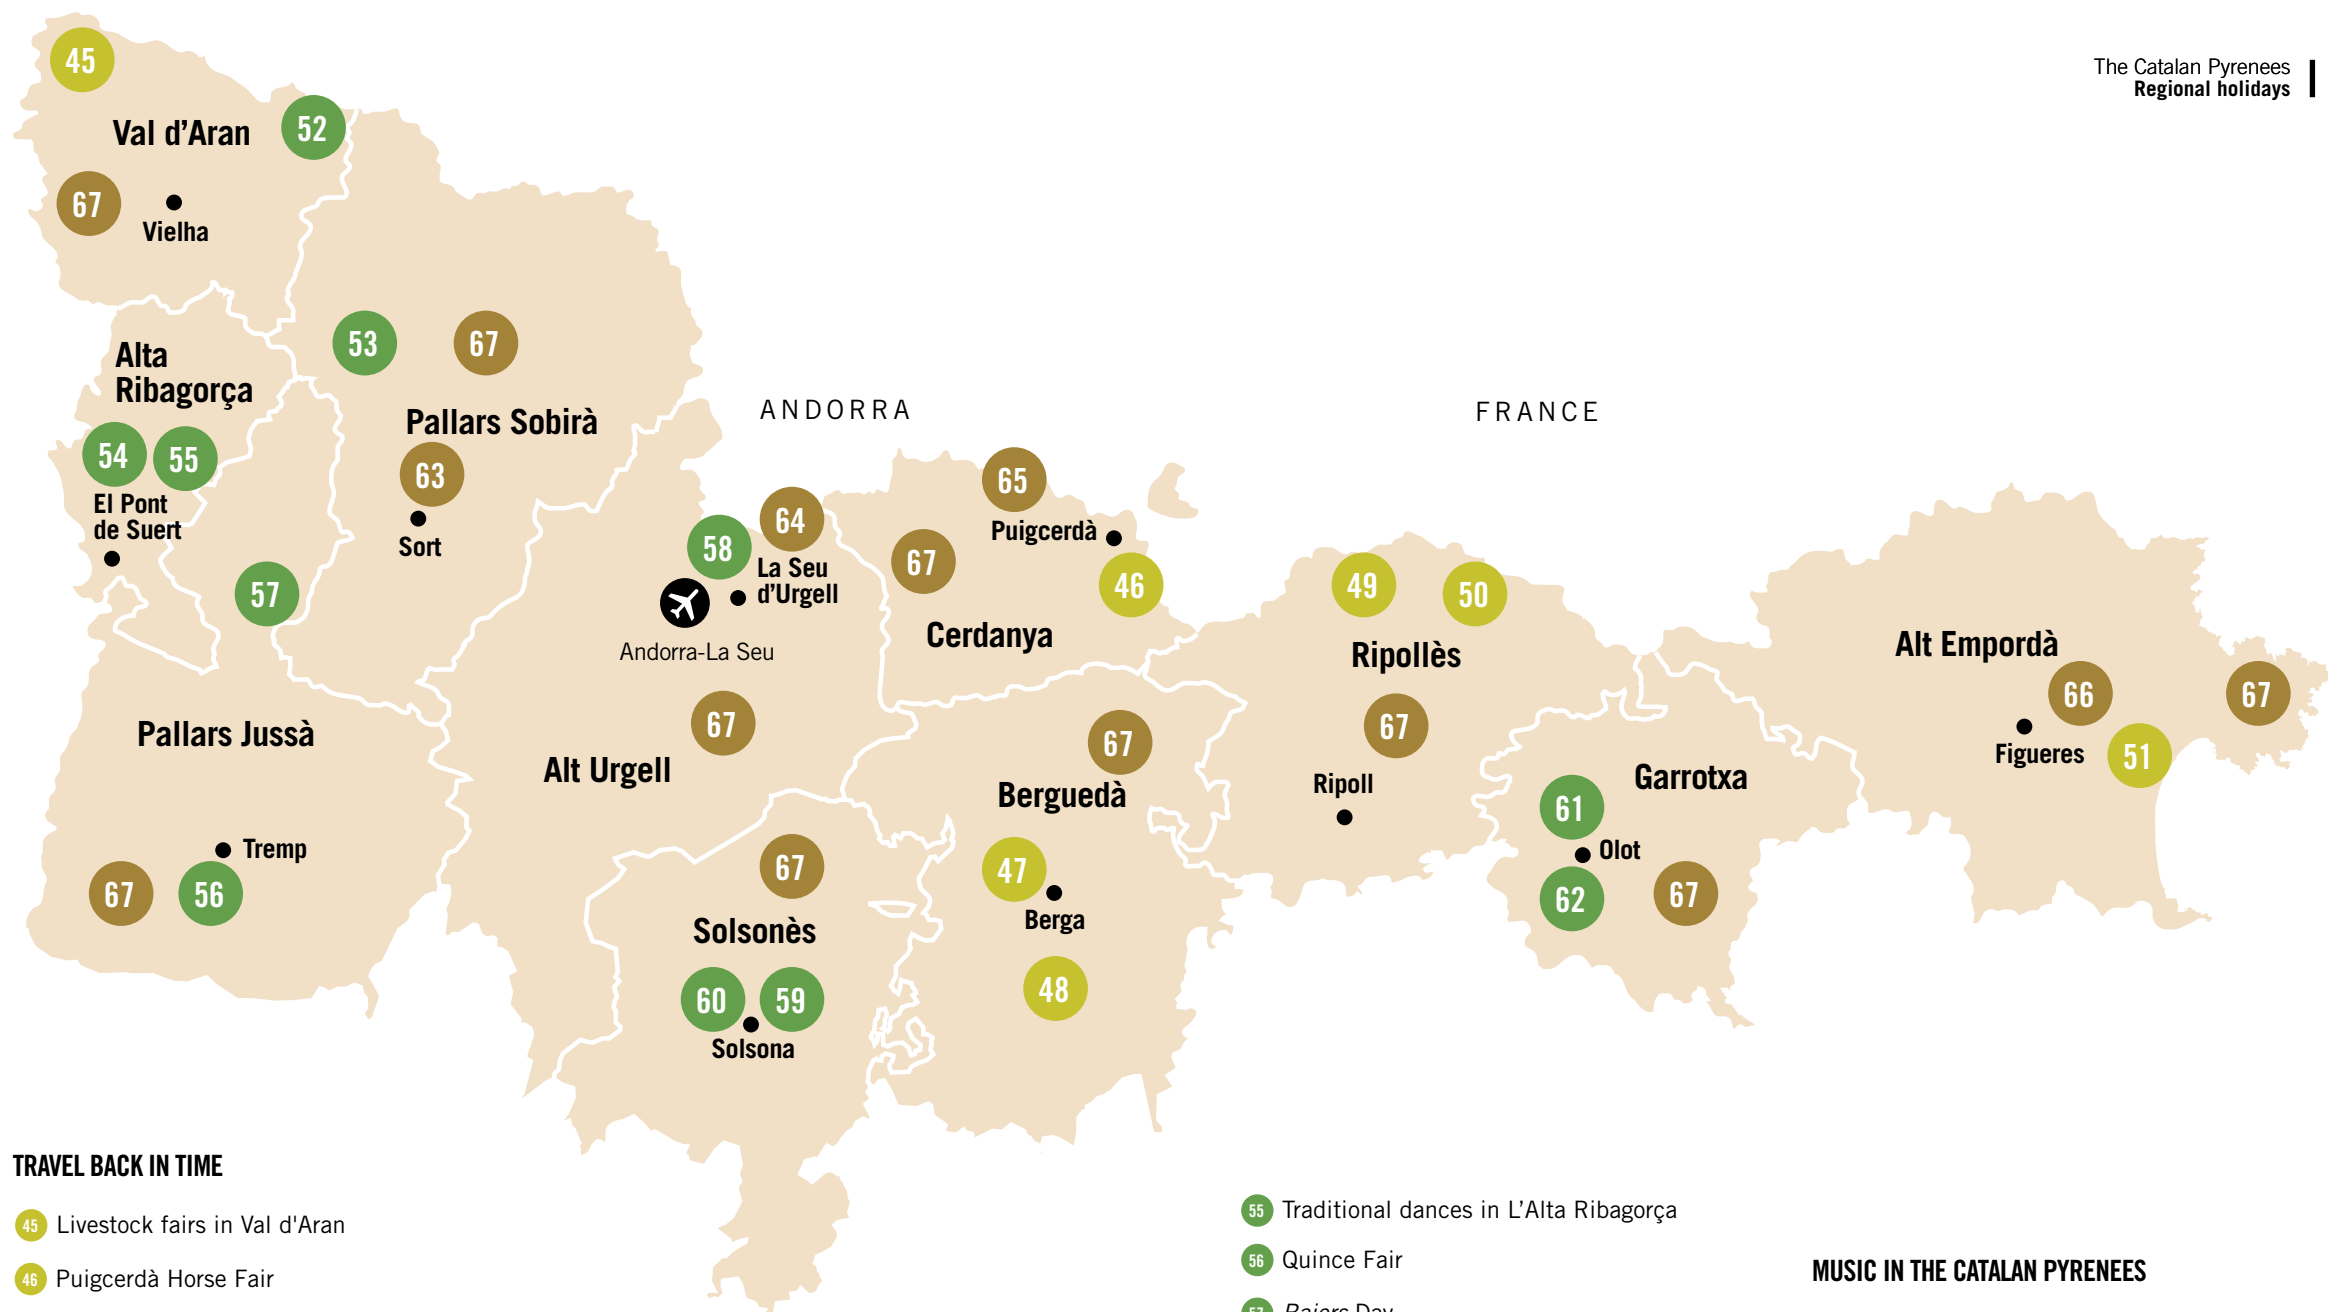 The Catalan Pyrenees
Regional holidays
45
Val d'Aran
52
67
Vielha
53
67
Alta
Ribagorça
Pallars Sobirà
ANDORRA
FRANCE
54
55
63
65
El Pont
de Suert
Sort
64
58
La Seu
d'Urgell
Puigcerdà
67
46
49
50
57
Andorra-La Seu
Cerdanya
Ripollès
Alt Empordà
66
67
Pallars Jussà
67
67
67
Figueres
51
Alt Urgell
Berguedà
Ripoll
Garrotxa
61
Tremp
Olot
67
56
67
47
Berga
62
67
Solsonès
60
59
48
Solsona
TRAVEL BACK IN TIME
45 Livestock fairs in Val d'Aran
46 Puigcerdà Horse Fair
55 Traditional dances in L'Alta Ribagorça
56 Quince Fair
57 Raiers Day
MUSIC IN THE CATALAN PYRENEES